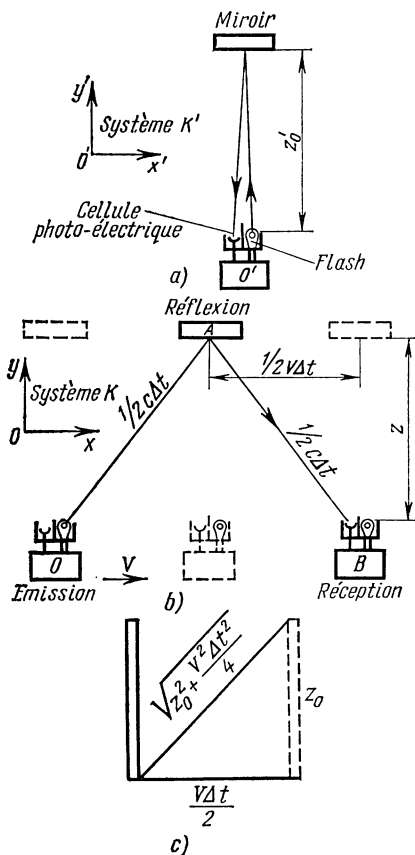 Miroir
y'
Système K'
O'
x'
z'₀
Cellule
photo-électrique
Flash
O'
a)
Réflexion
A
y
Système K
O
x
1/2 cΔt
1/2 vΔt
1/2 cΔt
z
O
B
Emission
V
b)
Réception
√z₀² + V²Δt²/4
z₀
VΔt/2
c)